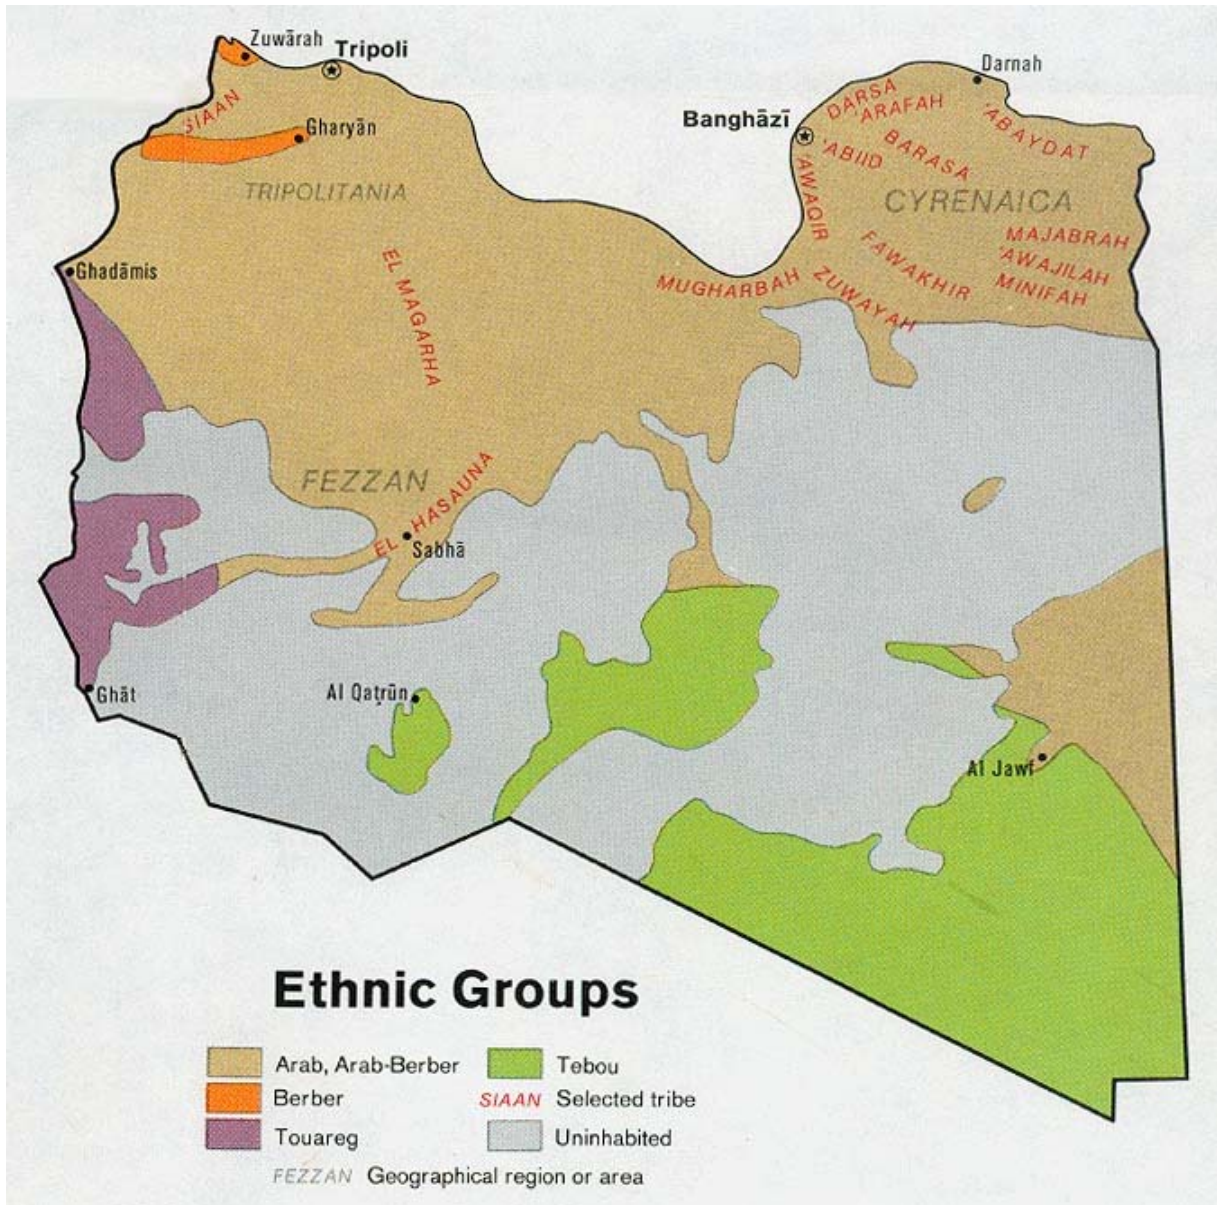 Zuwārah
Tripoli
Darnah
SIAAN
DARSA
'ARAFAH
Banghāzī
'ABAYDAT
Gharyān
'ABIID
BARASA
TRIPOLITANIA
'AWAQIR
CYRENAICA
FAWAKHIR
MAJABRAH
'AWAJILAH
MINIFAH
Ghadāmis
EL MAGARHA
MUGHARBAH
ZUWAYAH
FEZZAN
EL HASAUNA
Sabhā
Ghāt
Al Qaṭrūn
Al Jawf
Ethnic Groups
Arab, Arab-Berber
Tebou
Berber
SIAAN Selected tribe
Touareg
Uninhabited
FEZZAN Geographical region or area